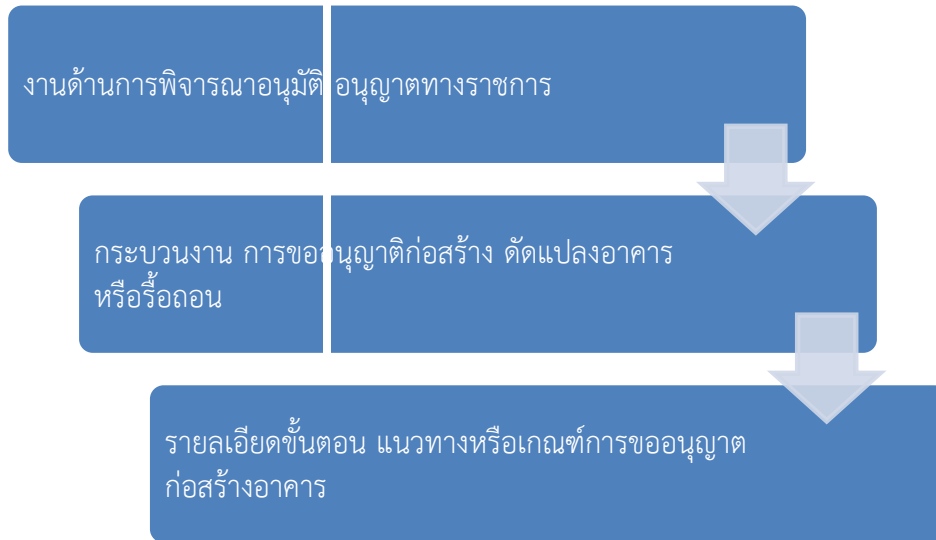 งานด้านการพิจารณาอนุมัติ อนุญาตทางราชการ
กระบวนงาน การขออนุญาติก่อสร้าง ดัดแปลงอาคาร
หรือรื้อถอน
รายลเอียดขั้นตอน แนวทางหรือเกณฑ์การขออนุญาต
ก่อสร้างอาคาร